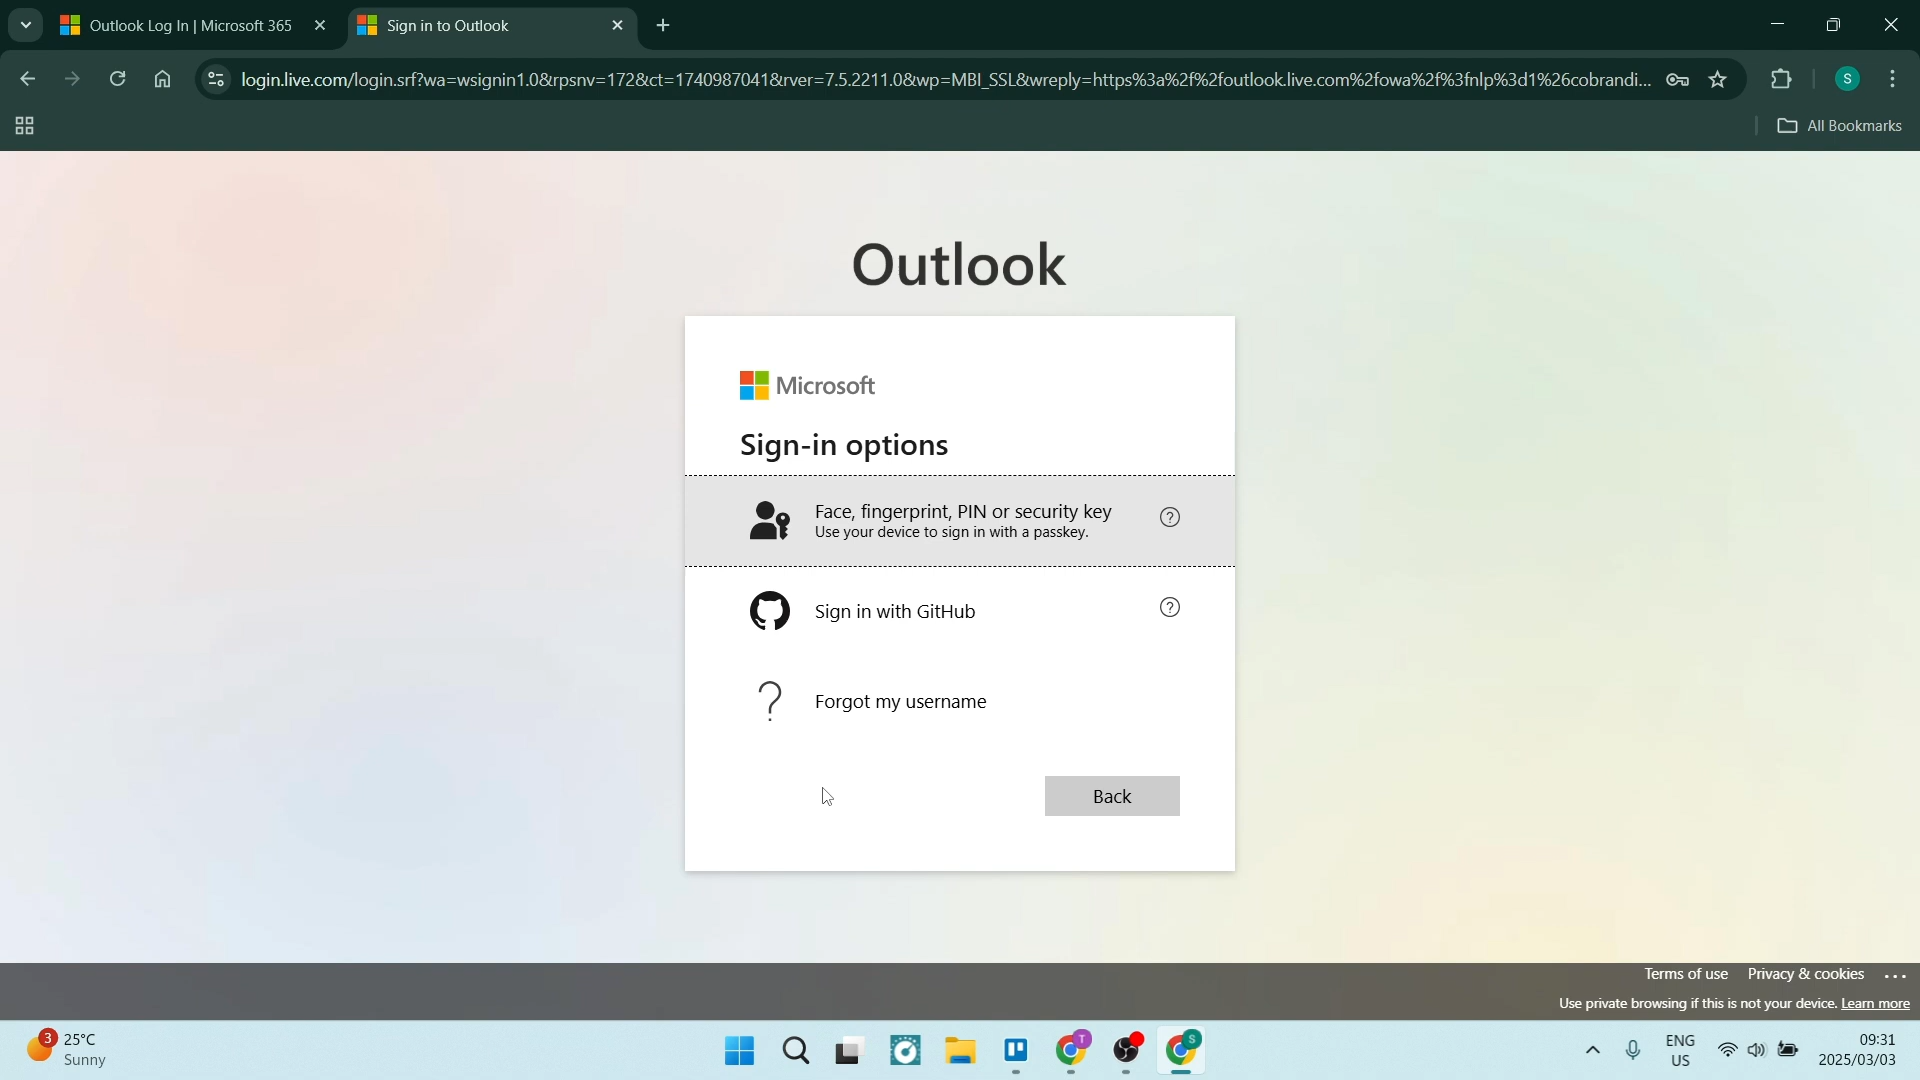 Outlook Log In | Microsoft 365
Sign in to Outlook
login.live.com/login.srf?wa=wsignin1.0&rpsnv=172&ct=1740987041&rver=7.5.2211.0&wp=MBI_SSL&wreply=https%3a%2f%2foutlook.live.com%2fowa%2f%3fnlp%3d1%26cobrandi...
S
All Bookmarks
Outlook
Microsoft
Sign-in options
Face, fingerprint, PIN or security key
Use your device to sign in with a passkey.
Sign in with GitHub
Forgot my username
Back
Terms of use
Privacy & cookies
...
Use private browsing if this is not your device. Learn more
3
25°C
Sunny
T
S
ENG
US
09:31
2025/03/03